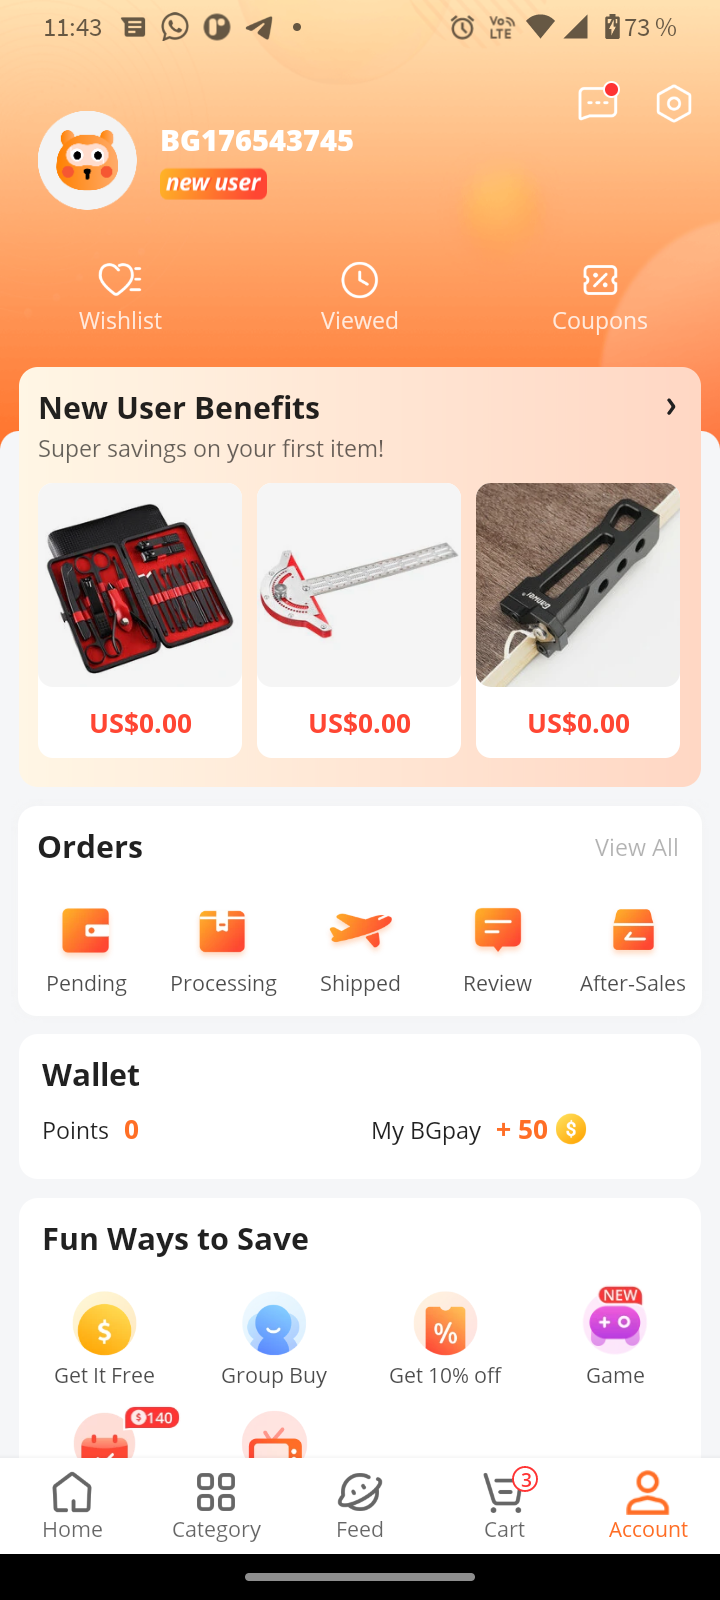 11:43
Vo)) LTE
73 %
BG176543745
new user
Wishlist
Viewed
Coupons
New User Benefits
Super savings on your first item!
Ganwei
US$0.00
US$0.00
US$0.00
Orders
View All
Pending
Processing
Shipped
Review
After-Sales
Wallet
Points 0
My BGpay + 50
Fun Ways to Save
NEW
Get It Free
Group Buy
Get 10% off
Game
$140
3
Home
Category
Feed
Cart
Account